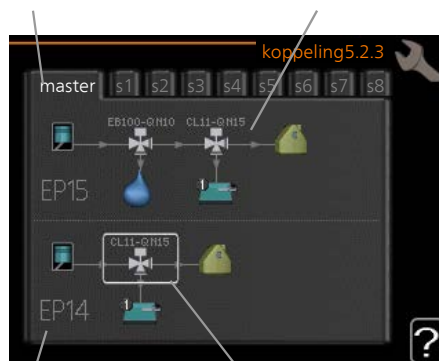 koppeling5.2.3
master s1 s2 s3 s4 s5 s6 s7 s8
EB100-QN10 CL11-QN15
1
EP15
CL11-QN15
1
EP14
?